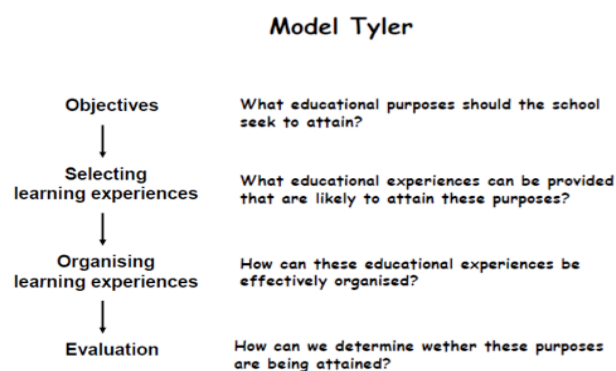 Model Tyler
Objectives
What educational purposes should the school
seek to attain?
Selecting
learning experiences
What educational experiences can be provided
that are likely to attain these purposes?
Organising
learning experiences
How can these educational experiences be
effectively organised?
Evaluation
How can we determine wether these purposes
are being attained?